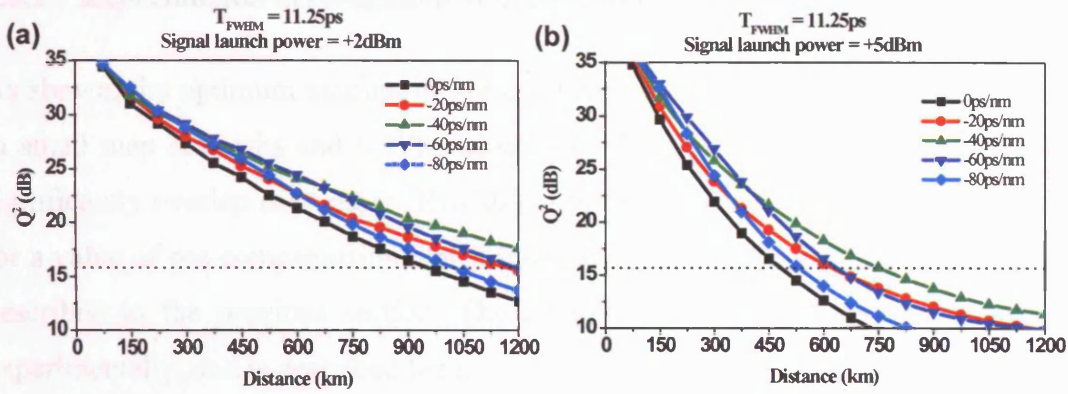 (a)
T_FWHM = 11.25ps
Signal launch power = +2dBm
Q² (dB)
35
30
25
20
15
10
0ps/nm
-20ps/nm
-40ps/nm
-60ps/nm
-80ps/nm
0 150 300 450 600 750 900 1050 1200
Distance (km)
(b)
T_FWHM = 11.25ps
Signal launch power = +5dBm
Q² (dB)
35
30
25
20
15
10
0ps/nm
-20ps/nm
-40ps/nm
-60ps/nm
-80ps/nm
0 150 300 450 600 750 900 1050 1200
Distance (km)